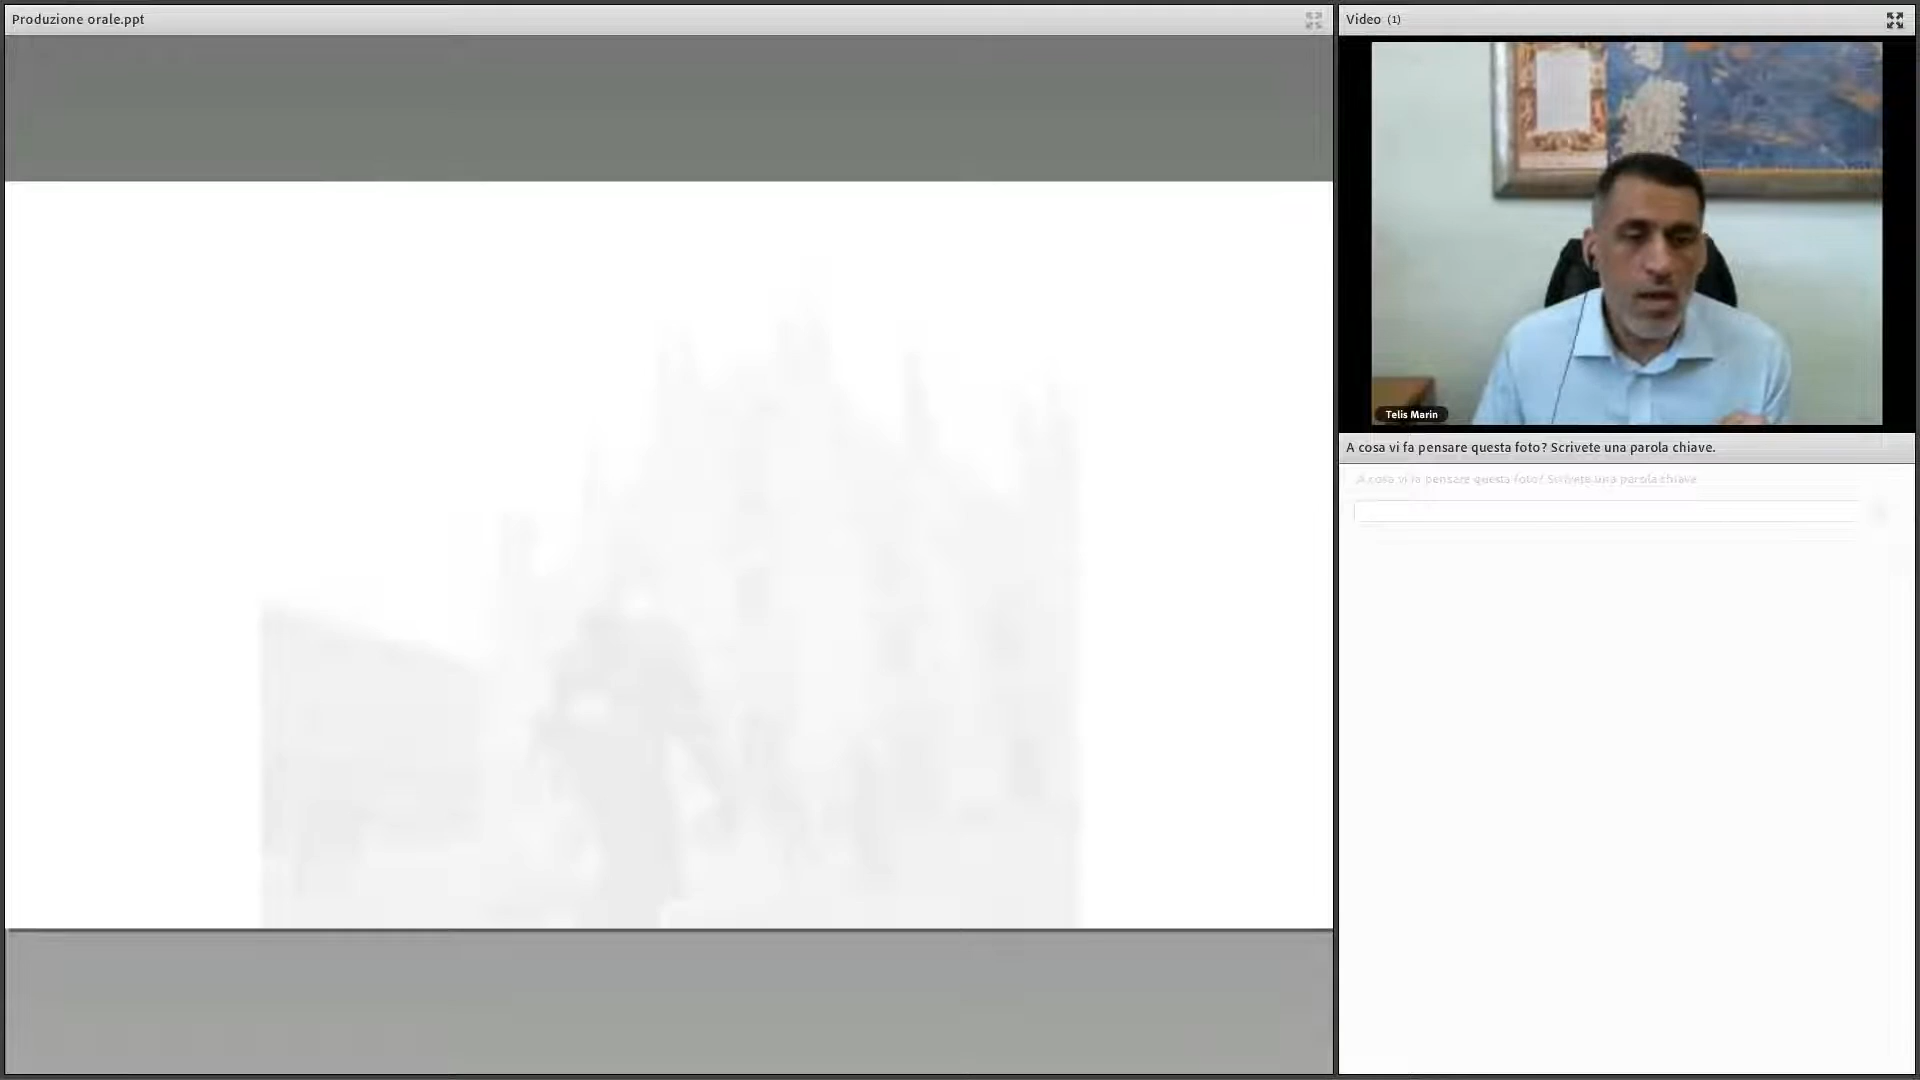 Produzione orale.ppt
Video (1)
Telis Marin
A cosa vi fa pensare questa foto? Scrivete una parola chiave.
A cosa vi fa pensare questa foto? Scrivete una parola chiave